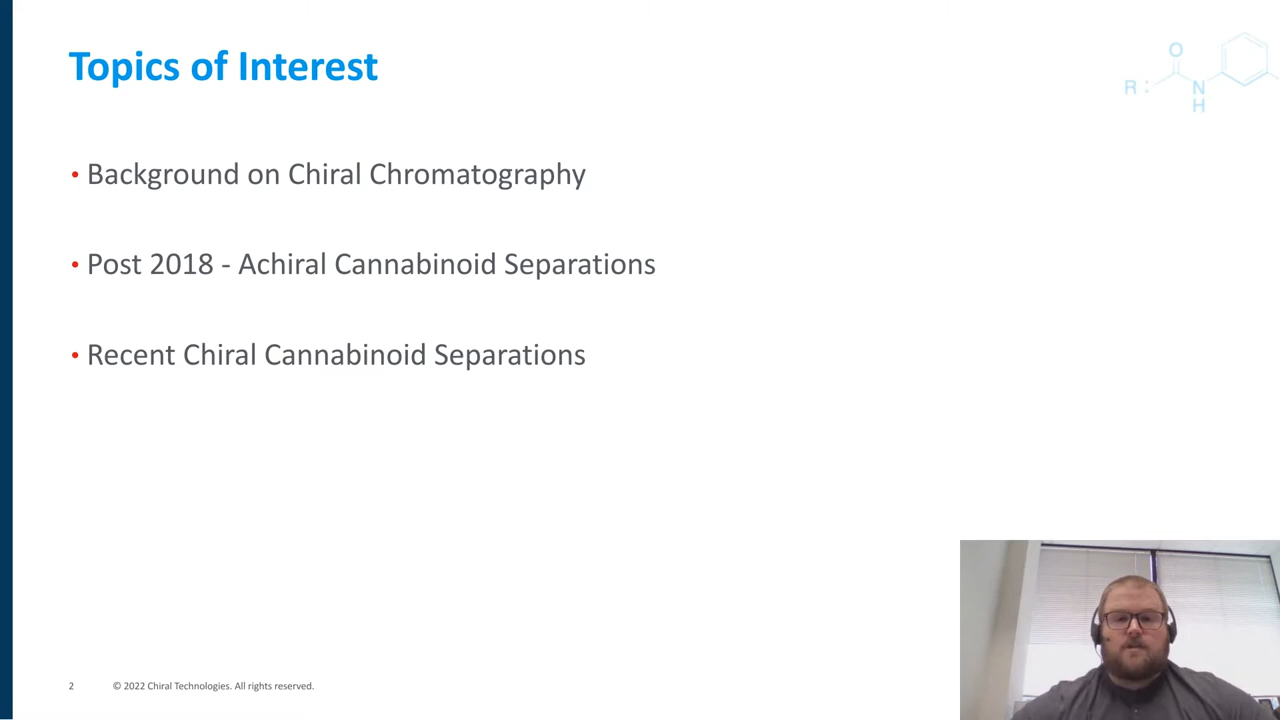 Topics of Interest
O
R :
N
H
• Background on Chiral Chromatography
• Post 2018 - Achiral Cannabinoid Separations
• Recent Chiral Cannabinoid Separations
2 © 2022 Chiral Technologies. All rights reserved.